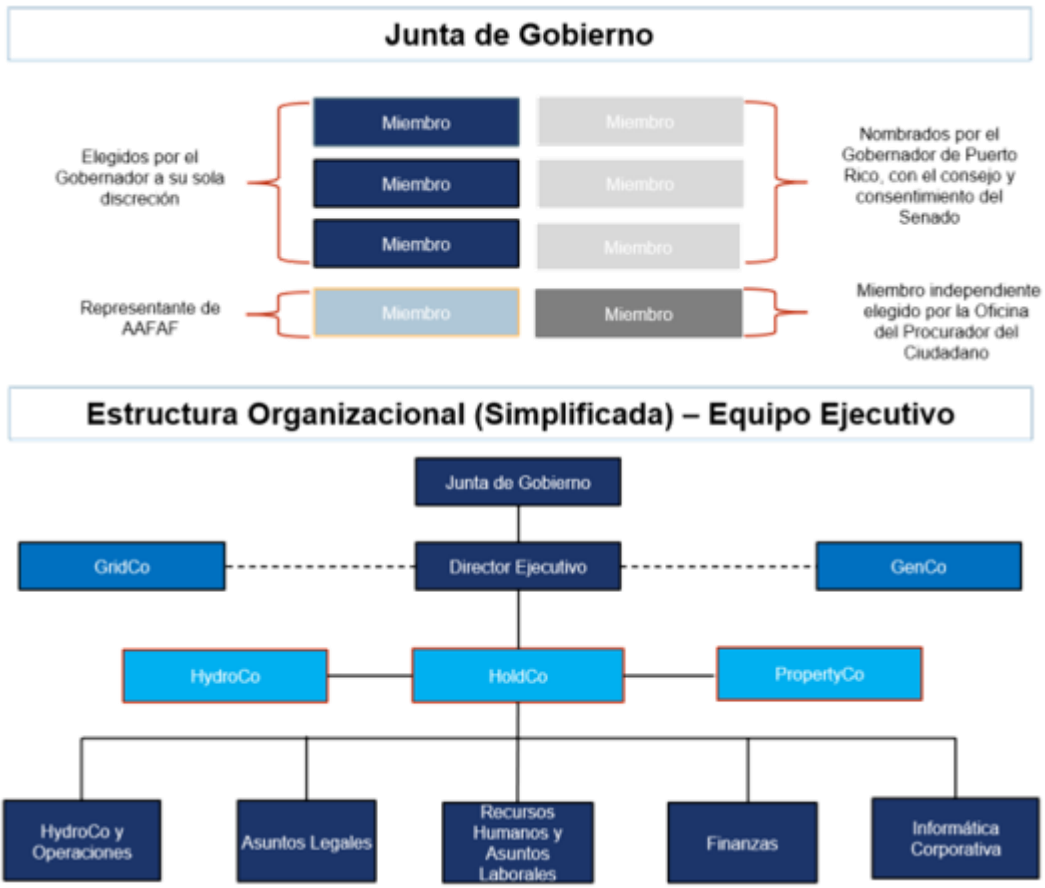 Junta de Gobierno
Elegidos por el
Gobernador a su sola
discreción
Miembro
Miembro
Miembro
Miembro
Miembro
Miembro
Nombrados por el
Gobernador de Puerto
Rico, con el consejo y
consentimiento del
Senado
Representante de
AAFAF
Miembro
Miembro
Miembro independiente
elegido por la Oficina
del Procurador del
Ciudadano
Estructura Organizacional (Simplificada) – Equipo Ejecutivo
Junta de Gobierno
GridCo
Director Ejecutivo
GenCo
HydroCo
HoldCo
PropertyCo
HydroCo y
Operaciones
Asuntos Legales
Recursos
Humanos y
Asuntos
Laborales
Finanzas
Informática
Corporativa